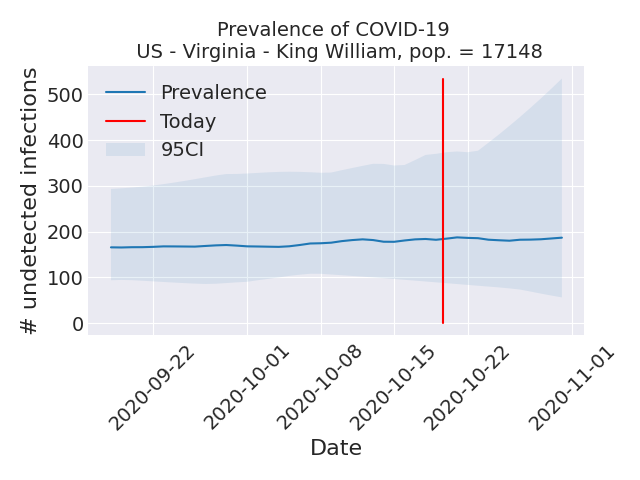 Prevalence of COVID-19
US - Virginia - King William, pop. = 17148
# undetected infections
500
400
300
200
100
0
Prevalence
Today
95CI
2020-09-22
2020-10-01
2020-10-08
2020-10-15
2020-10-22
2020-11-01
Date